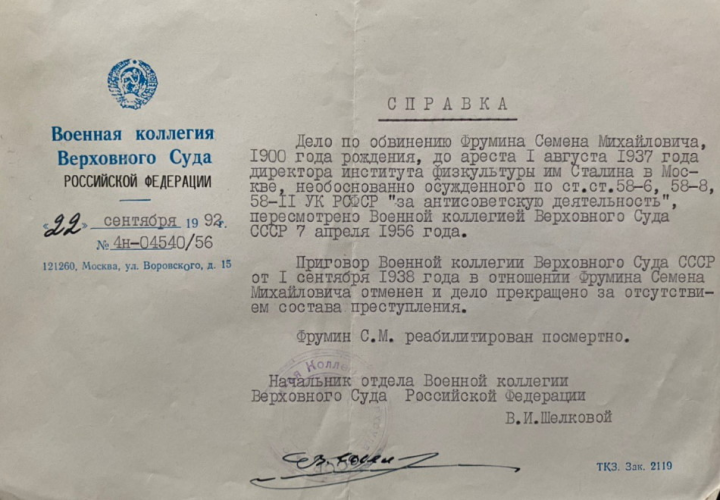 Военная коллегия
Верховного Суда
РОССИЙСКОЙ ФЕДЕРАЦИИ
«22» сентября 1992г.
№ 4н-04540/56
121260, Москва, ул. Воровского, д. 15
СПРАВКА
Дело по обвинению Фрумина Семена Михайловича,
1900 года рождения, до ареста I августа 1937 года
директора института физкультуры им Сталина в Мос-
кве, необоснованно осужденного по ст.ст.58-6, 58-8,
58-II УК РСФСР "за антисоветскую деятельность",
пересмотрено Военной коллегией Верховного Суда
СССР 7 апреля 1956 года.
Приговор Военной коллегии Верховного Суда СССР
от I сентября 1938 года в отношении Фрумина Семена
Михайловича отменен и дело прекращено за отсутстви-
ем состава преступления.
Фрумин С.М. реабилитирован посмертно.
Начальник отдела Военной коллегии
Верховного Суда Российской Федерации
В.И.Шелковой
ТКЗ. Зак. 2119